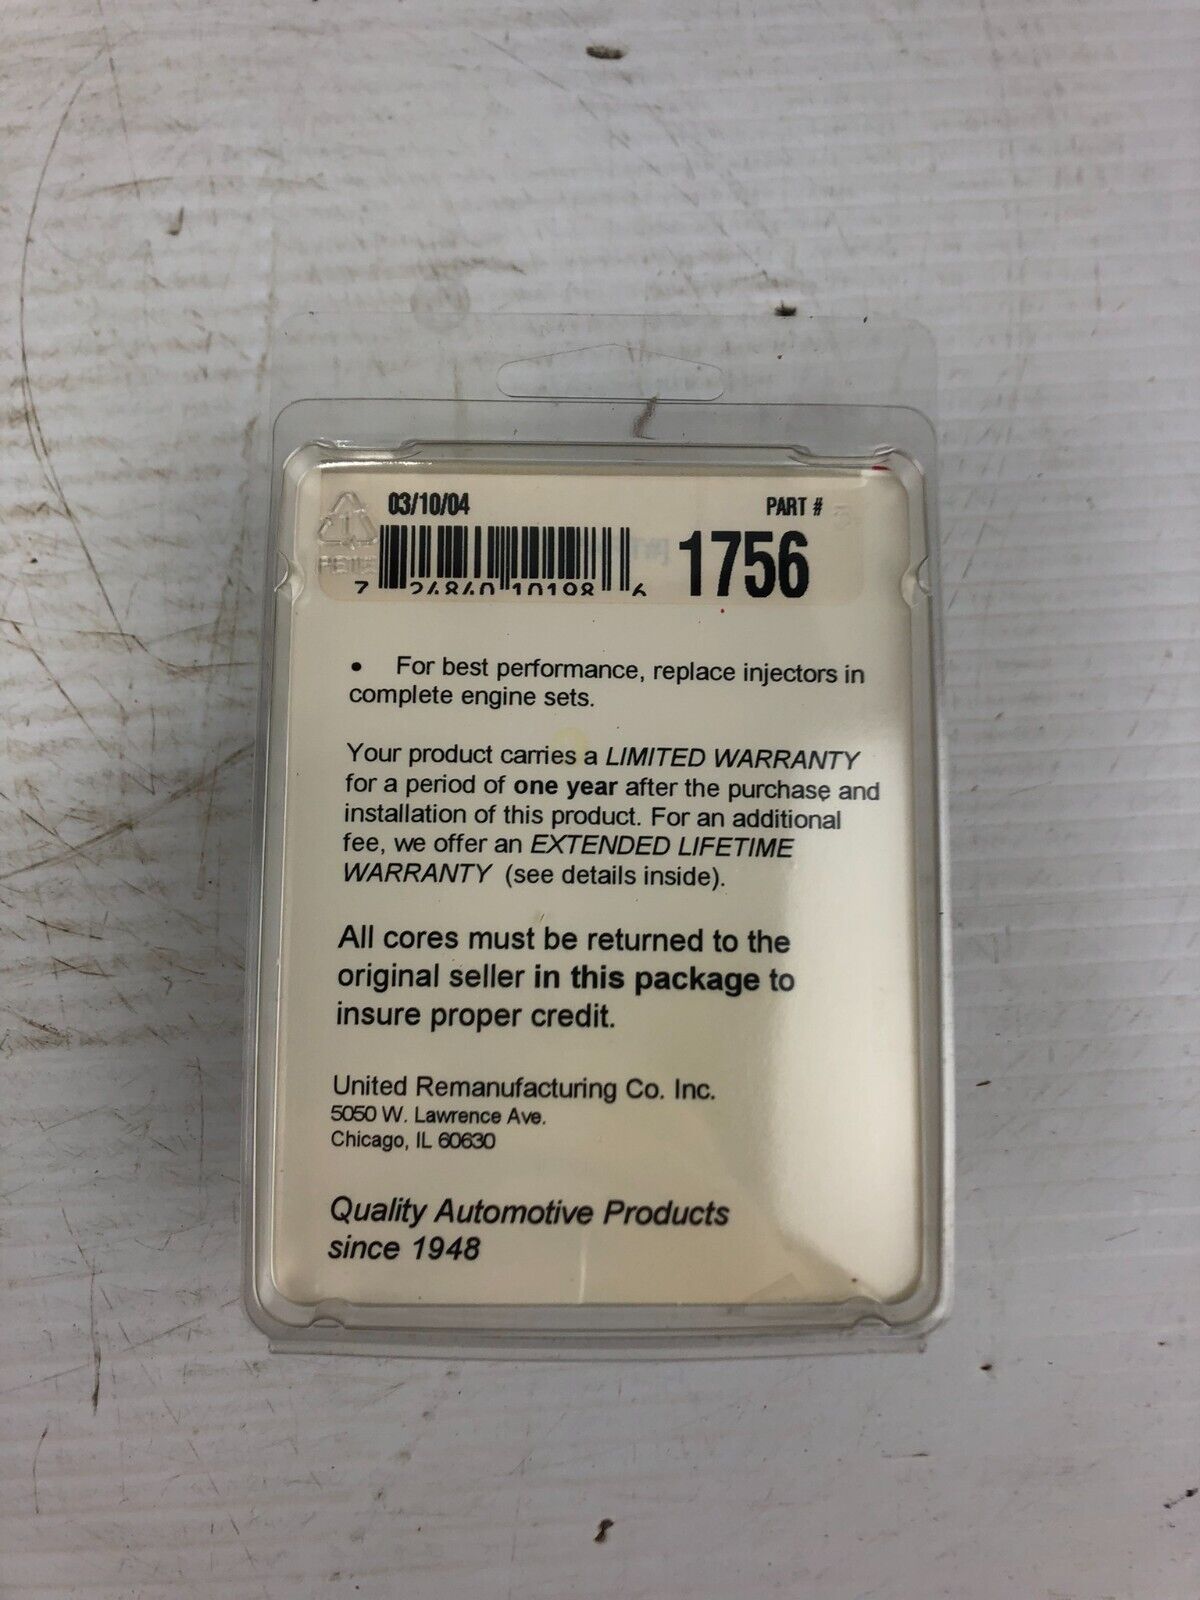 03/10/04
PART #
1756
7 24840 10198 6
• For best performance, replace injectors in
complete engine sets.
Your product carries a LIMITED WARRANTY
for a period of one year after the purchase and
installation of this product. For an additional
fee, we offer an EXTENDED LIFETIME
WARRANTY (see details inside).
All cores must be returned to the
original seller in this package to
insure proper credit.
United Remanufacturing Co. Inc.
5050 W. Lawrence Ave.
Chicago, IL 60630
Quality Automotive Products
since 1948